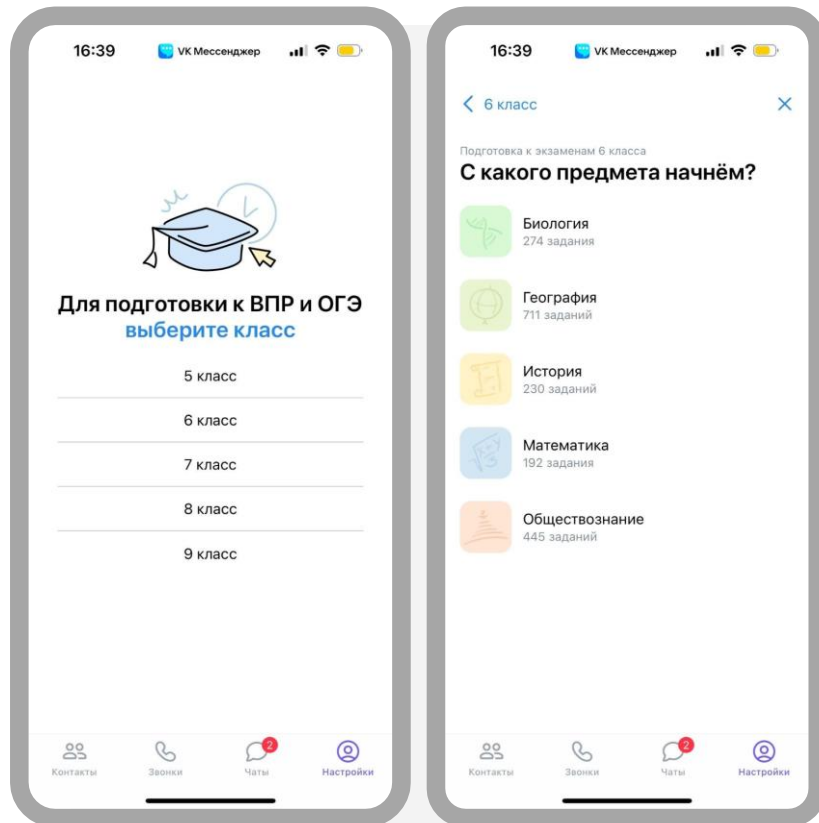 16:39
VK Мессенджер
Для подготовки к ВПР и ОГЭ
выберите класс
5 класс
6 класс
7 класс
8 класс
9 класс
2
Контакты
Звонки
Чаты
Настройки
16:39
VK Мессенджер
6 класс
Подготовка к экзаменам 6 класса
С какого предмета начнём?
Биология
274 задания
География
711 заданий
История
230 заданий
Математика
192 задания
Обществознание
445 заданий
2
Контакты
Звонки
Чаты
Настройки